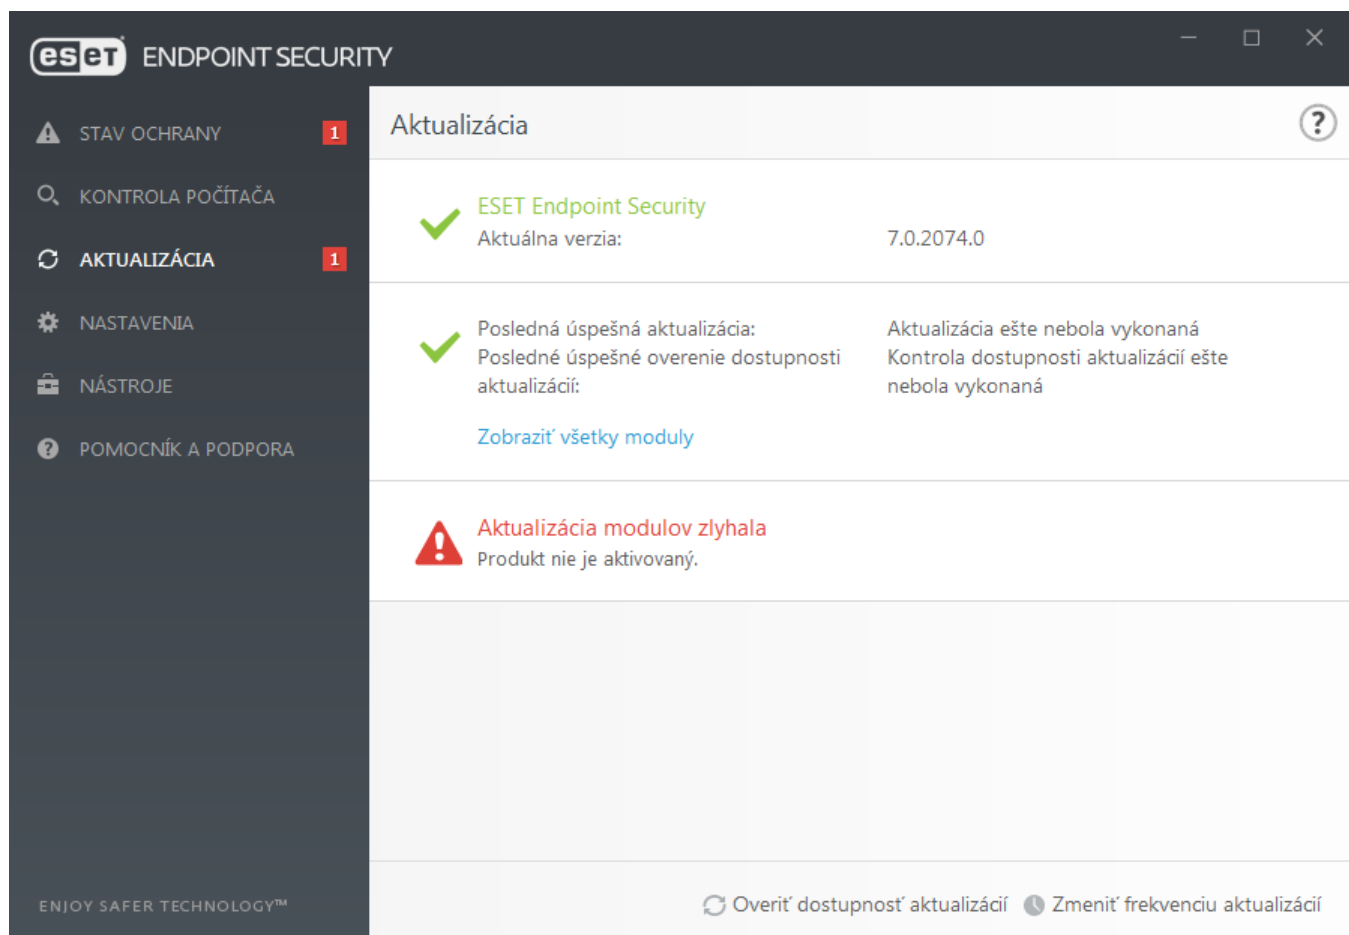 eset ENDPOINT SECURITY
STAV OCHRANY 1
KONTROLA POČÍTAČA
AKTUALIZÁCIA 1
NASTAVENIA
NÁSTROJE
POMOCNÍK A PODPORA
ENJOY SAFER TECHNOLOGY™
Aktualizácia ?
ESET Endpoint Security
Aktuálna verzia: 7.0.2074.0
Posledná úspešná aktualizácia: Aktualizácia ešte nebola vykonaná
Posledné úspešné overenie dostupnosti Kontrola dostupnosti aktualizácií ešte
aktualizácií: nebola vykonaná
Zobraziť všetky moduly
Aktualizácia modulov zlyhala
Produkt nie je aktivovaný.
Overiť dostupnosť aktualizácií Zmeniť frekvenciu aktualizácií